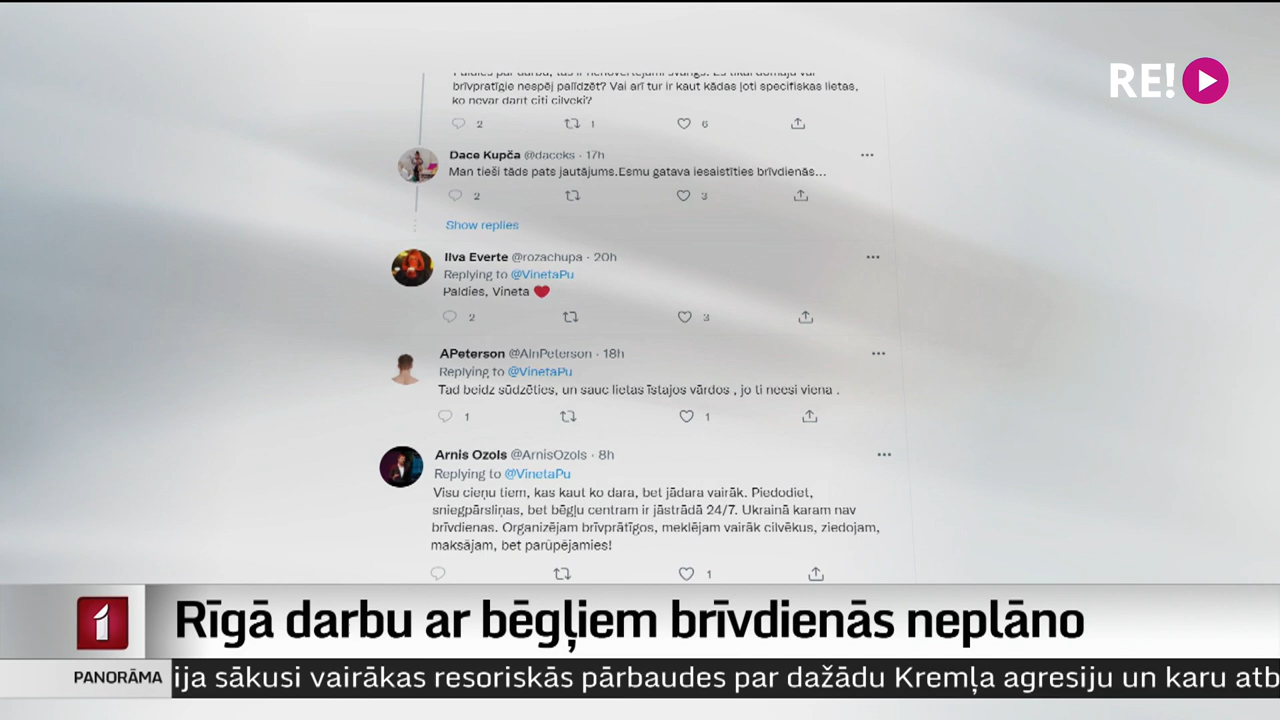 RE!
brīvprātīgie nespēj palīdzēt? Vai arī tur ir kaut kādas ļoti specifiskas lietas,
ko nevar darīt citi cilvēki?
2 1 6
Dace Kupča @daceks · 17h
Man tieši tāds pats jautājums.Esmu gatava iesaistīties brīvdienās...
2 3
Show replies
Ilva Everte @rozachupa · 20h
Replying to @VinetaPu
Paldies, Vineta ❤
2 3
APeterson @AInPeterson · 18h
Replying to @VinetaPu
Tad beidz sūdzēties, un sauc lietas īstajos vārdos , jo ti neesi viena .
1 1
Arnis Ozols @ArnisOzols · 8h
Replying to @VinetaPu
Visu cieņu tiem, kas kaut ko dara, bet jādara vairāk. Piedodiet,
sniegpārsliņas, bet bēgļu centram ir jāstrādā 24/7. Ukrainā karam nav
brīvdienas. Organizējam brīvprātīgos, meklējam vairāk cilvēkus, ziedojam,
maksājam, bet parūpējamies!
1
1 Rīgā darbu ar bēgļiem brīvdienās neplāno
PANORĀMA ija sākusi vairākas resoriskās pārbaudes par dažādu Kremļa agresiju un karu atb